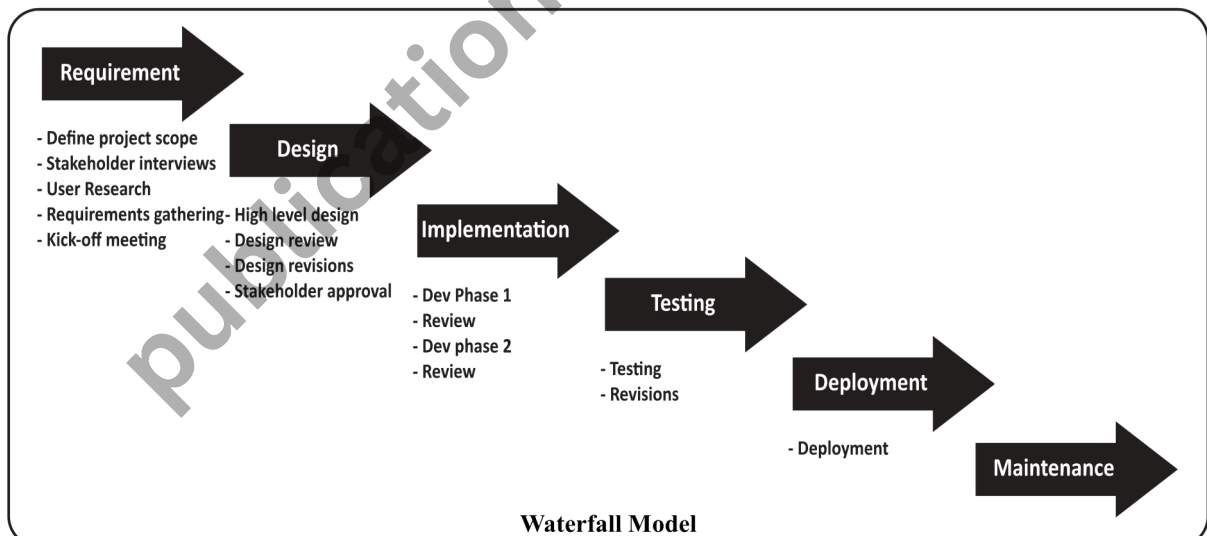 publication
Requirement
- Define project scope
- Stakeholder interviews
- User Research
- Requirements gathering
- Kick-off meeting
Design
- High level design
- Design review
- Design revisions
- Stakeholder approval
Implementation
- Dev Phase 1
- Review
- Dev phase 2
- Review
Testing
- Testing
- Revisions
Deployment
- Deployment
Maintenance
Waterfall Model